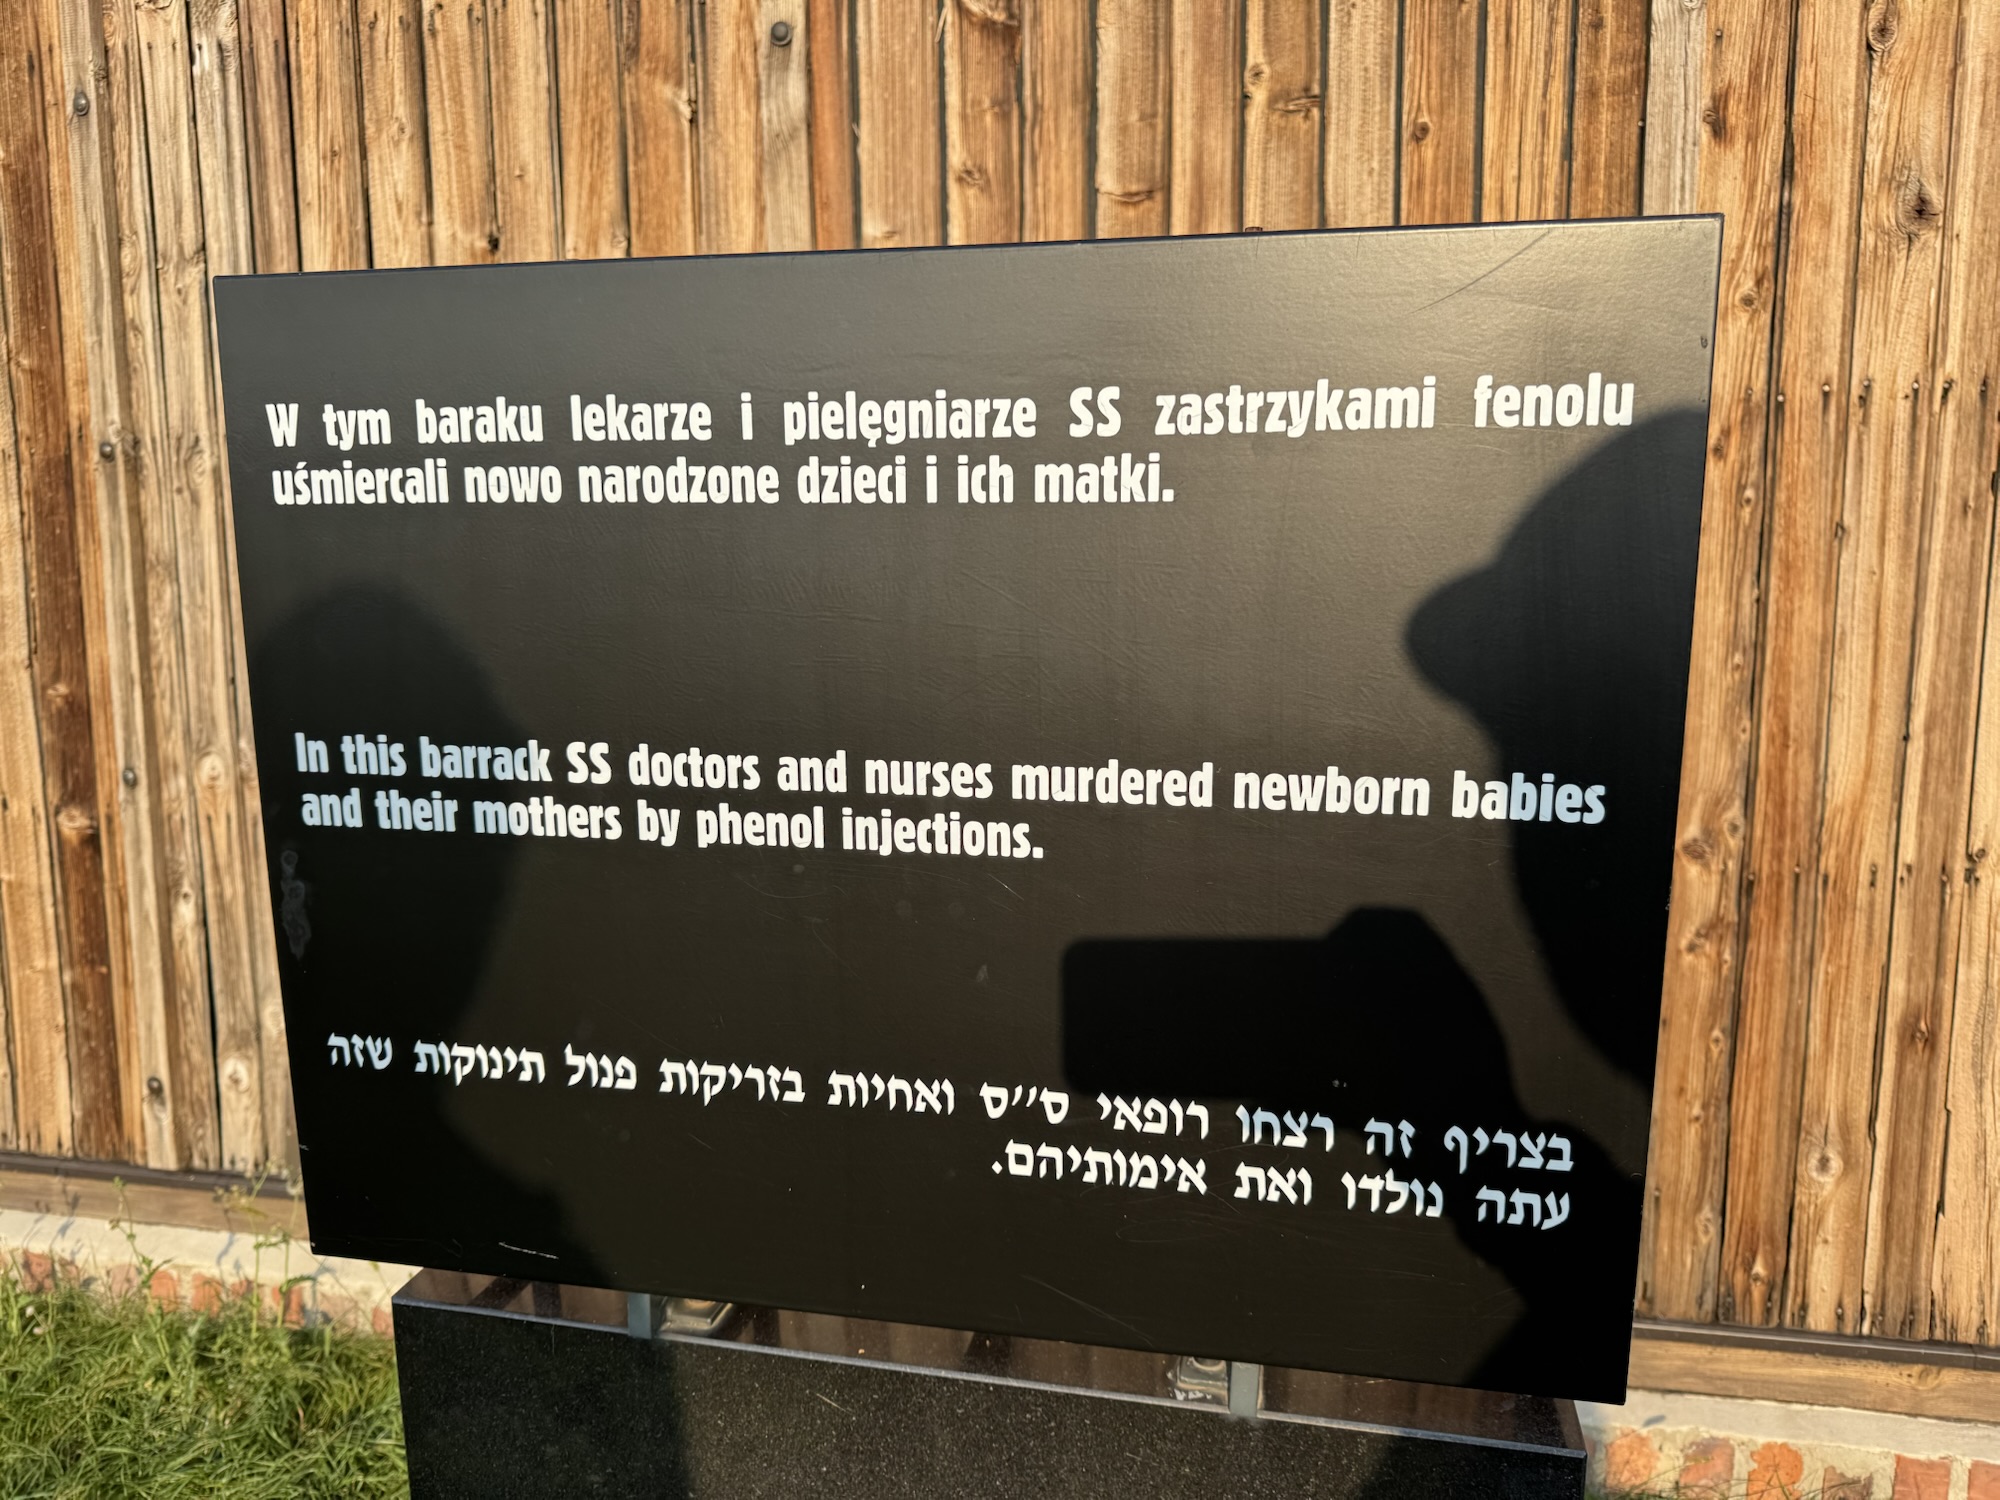 W tym baraku lekarze i pielęgniarze SS zastrzykami fenolu
uśmiercali nowo narodzone dzieci i ich matki.
In this barrack SS doctors and nurses murdered newborn babies
and their mothers by phenol injections.
בצריף זה רצחו רופאי ס״ס ואחיות בזריקות פנול תינוקות שזה
עתה נולדו ואת אימותיהם.